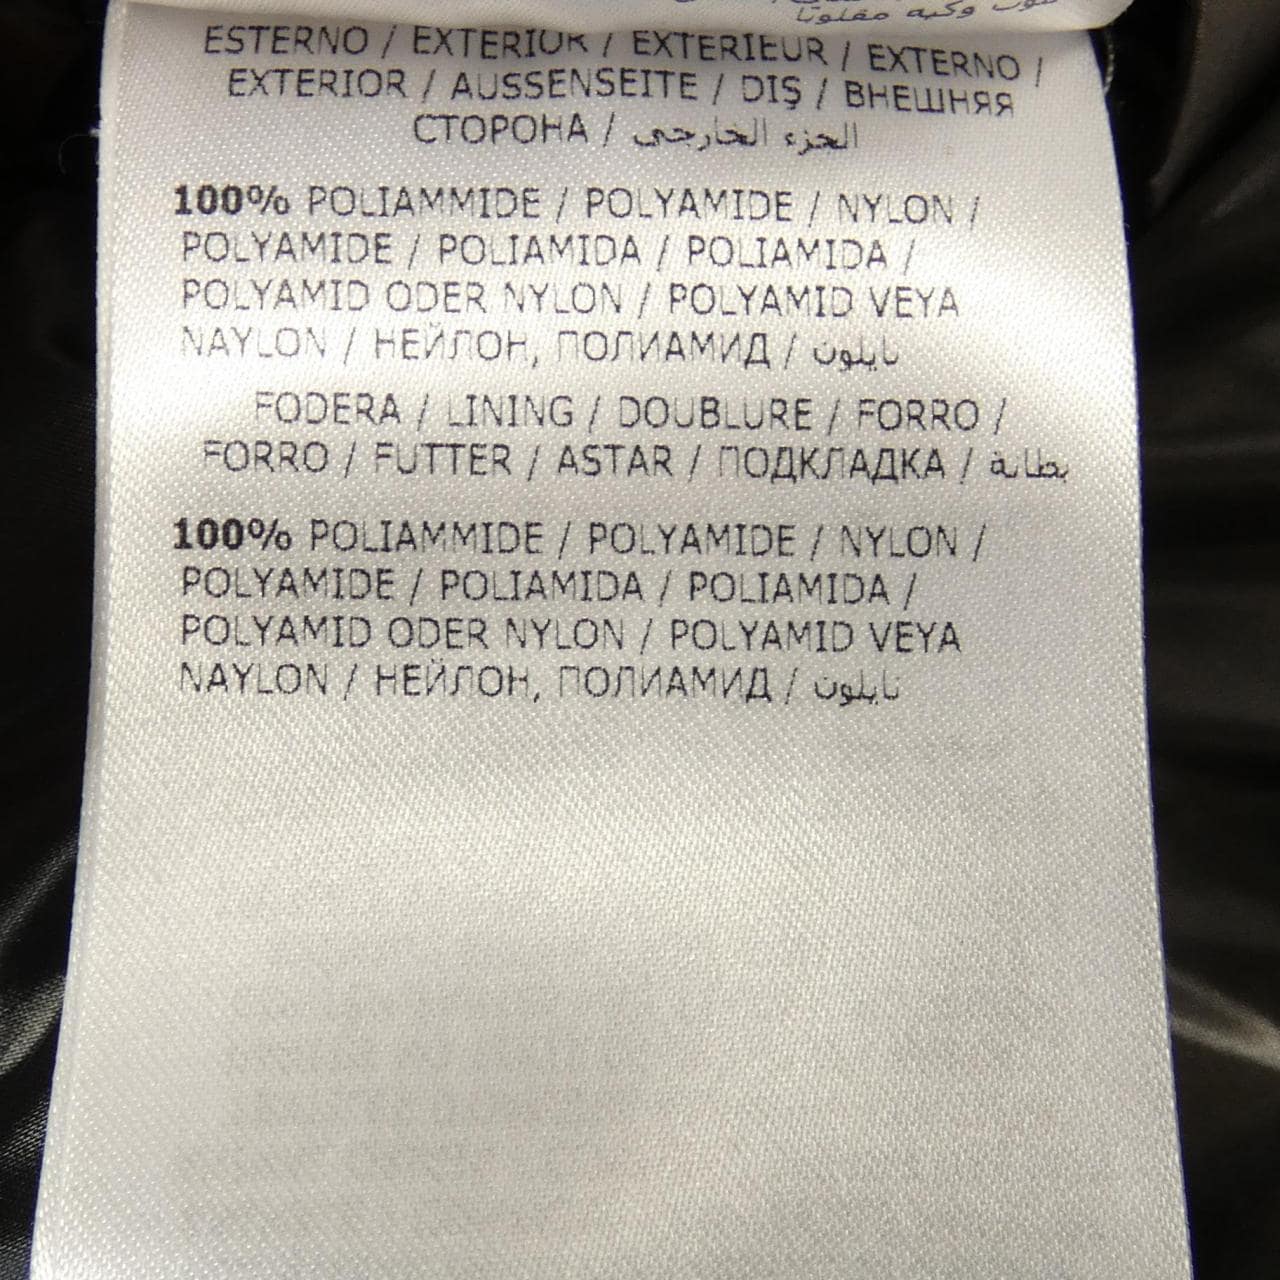 ESTERNO / EXTERIOR / EXTERIEUR / EXTERNO /
EXTERIOR / AUSSENSEITE / DIŞ / ВНЕШНЯЯ
СТОРОНА / الجزء الخارجي
100% POLIAMMIDE / POLYAMIDE / NYLON /
POLYAMIDE / POLIAMIDA / POLIAMIDA /
POLYAMID ODER NYLON / POLYAMID VEYA
NAYLON / НЕЙЛОН, ПОЛИАМИД / نايلون
FODERA / LINING / DOUBLURE / FORRO /
FORRO / FUTTER / ASTAR / ПОДКЛАДКА / بطانة
100% POLIAMMIDE / POLYAMIDE / NYLON /
POLYAMIDE / POLIAMIDA / POLIAMIDA /
POLYAMID ODER NYLON / POLYAMID VEYA
NAYLON / НЕЙЛОН, ПОЛИАМИД / نايلون